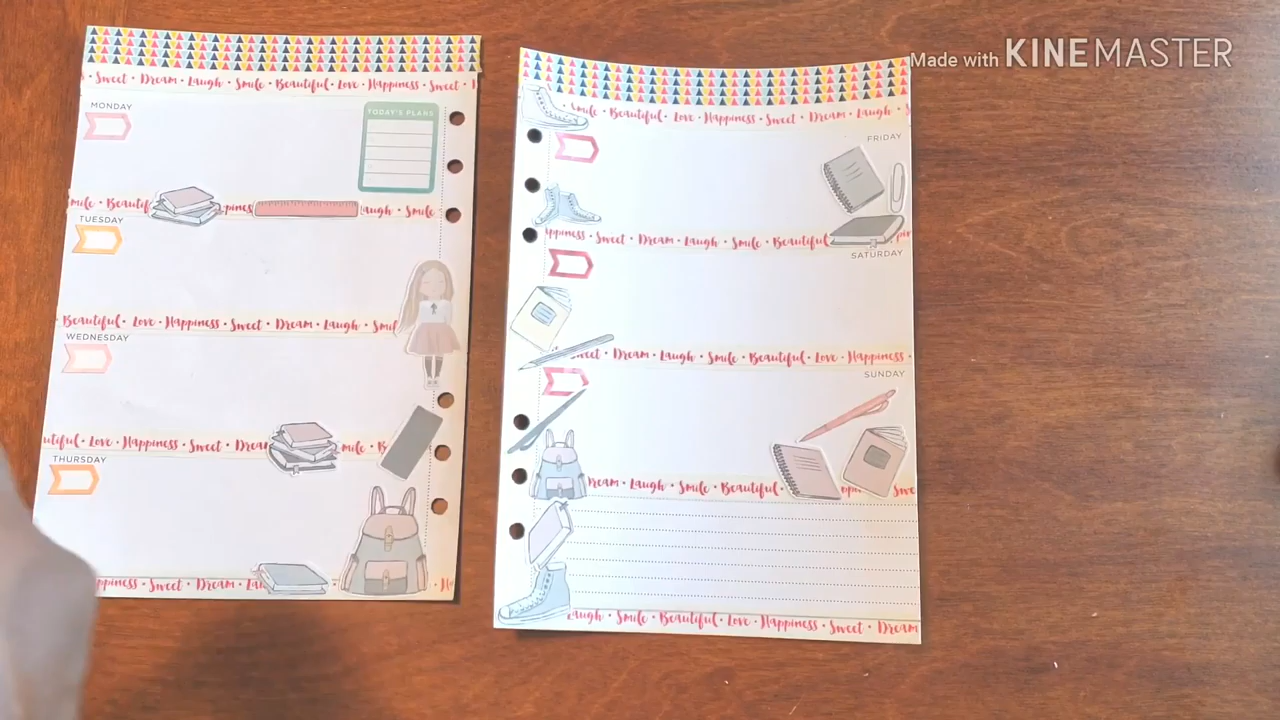 Made with KINEMASTER
· Sweet · Dream · Laugh · Smile · Beautiful · Love · Happiness · Sweet ·
MONDAY
TODAY'S PLANS
Laugh · Smile
TUESDAY
Beautiful · Love · Happiness · Sweet · Dream · Laugh ·
WEDNESDAY
· Love · Happiness · Sweet ·
THURSDAY
· Sweet · Dream ·
Smile · Beautiful · Love · Happiness · Sweet · Dream · Laugh ·
FRIDAY
· Sweet · Dream · Laugh · Smile · Beautiful
SATURDAY
· Dream · Laugh · Smile · Beautiful · Love · Happiness ·
SUNDAY
Dream · Laugh · Smile · Beautiful ·
Laugh · Smile · Beautiful · Love · Happiness · Sweet · Dream